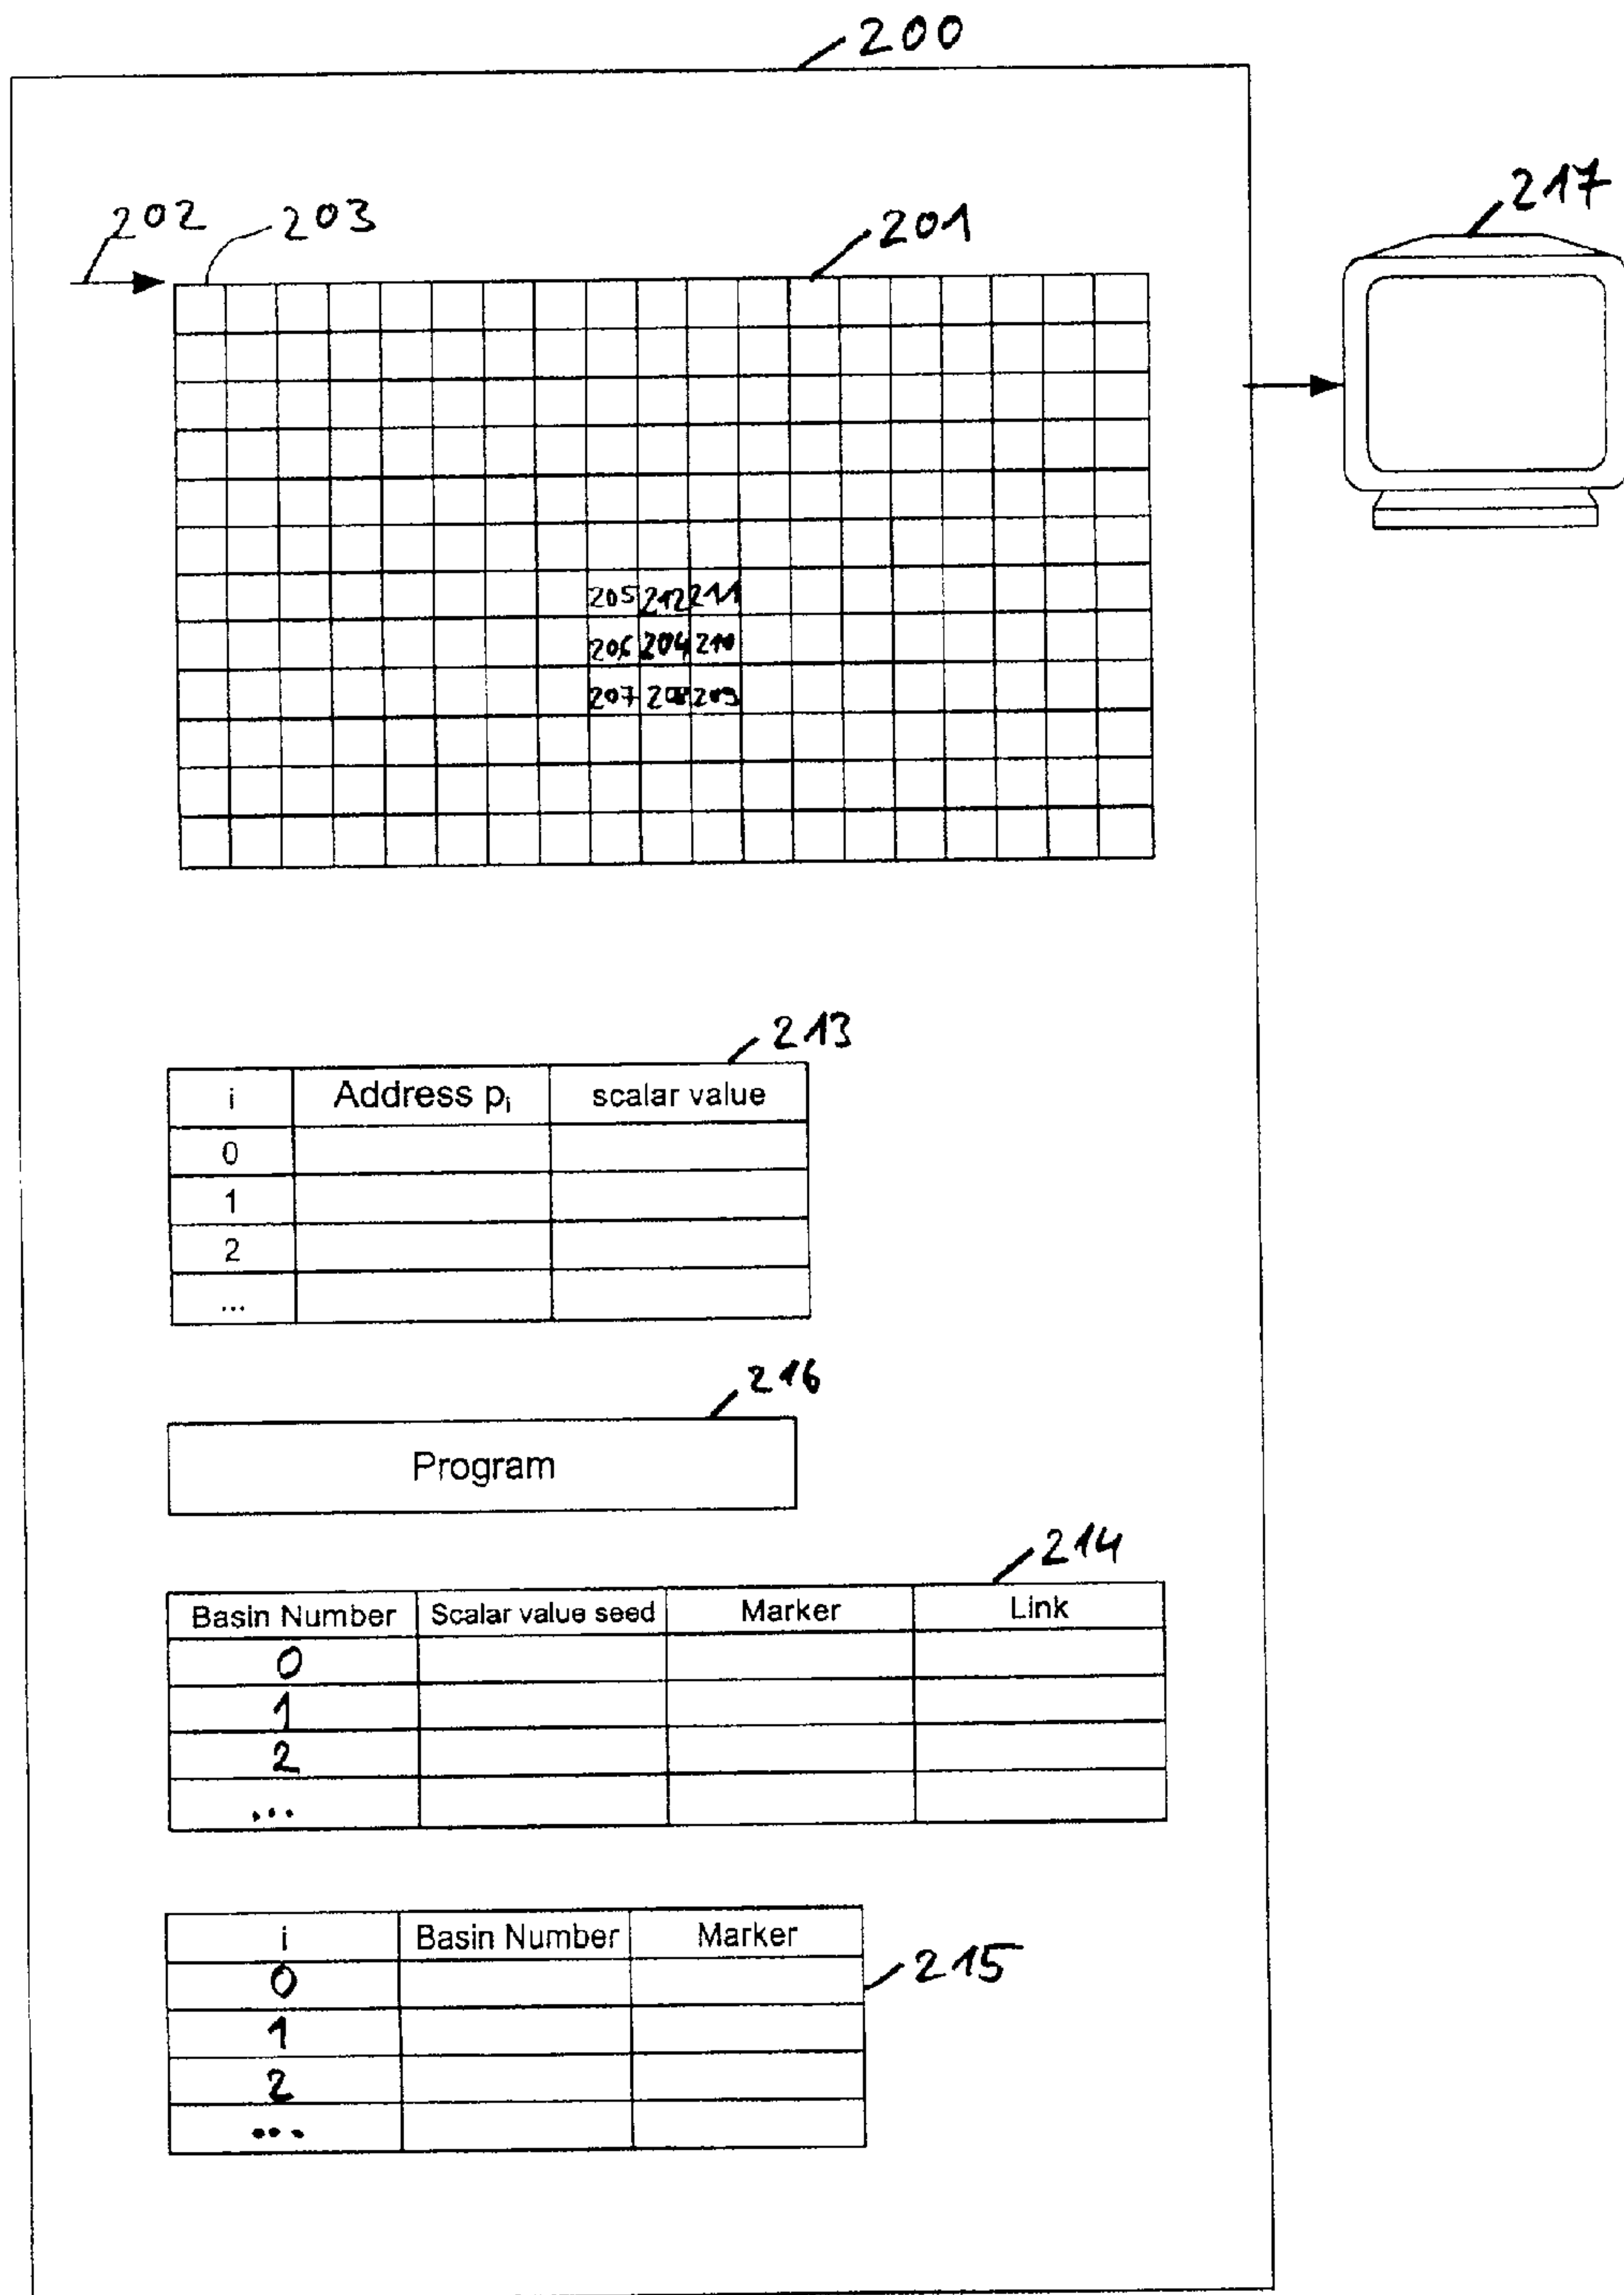 200
217
202 203 201
205 212 211
206 204 210
207 208 209
213
i Address pᵢ scalar value
0
1
2
...
216
Program
214
Basin Number Scalar value seed Marker Link
0
1
2
...
i Basin Number Marker
215
0
1
2
...